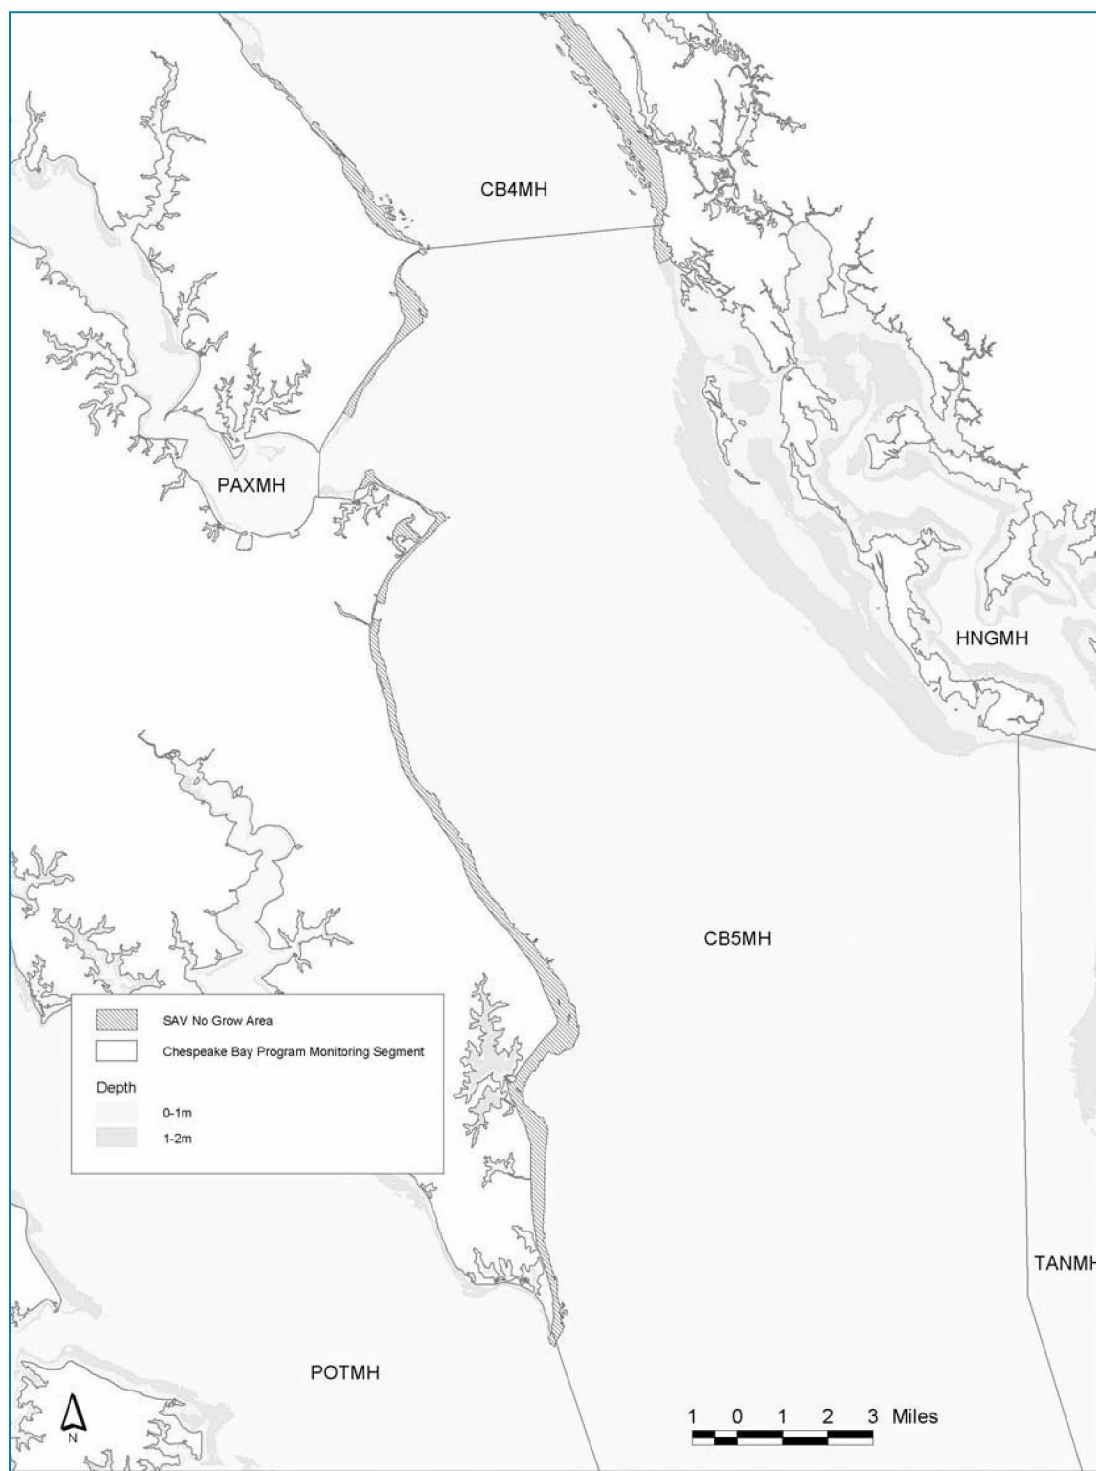 CB4MH
PAXMH
HNGMH
CB5MH
SAV No Grow Area
Chespeake Bay Program Monitoring Segment
Depth
0-1m
1-2m
TANMH
POTMH
N
1 0 1 2 3 Miles